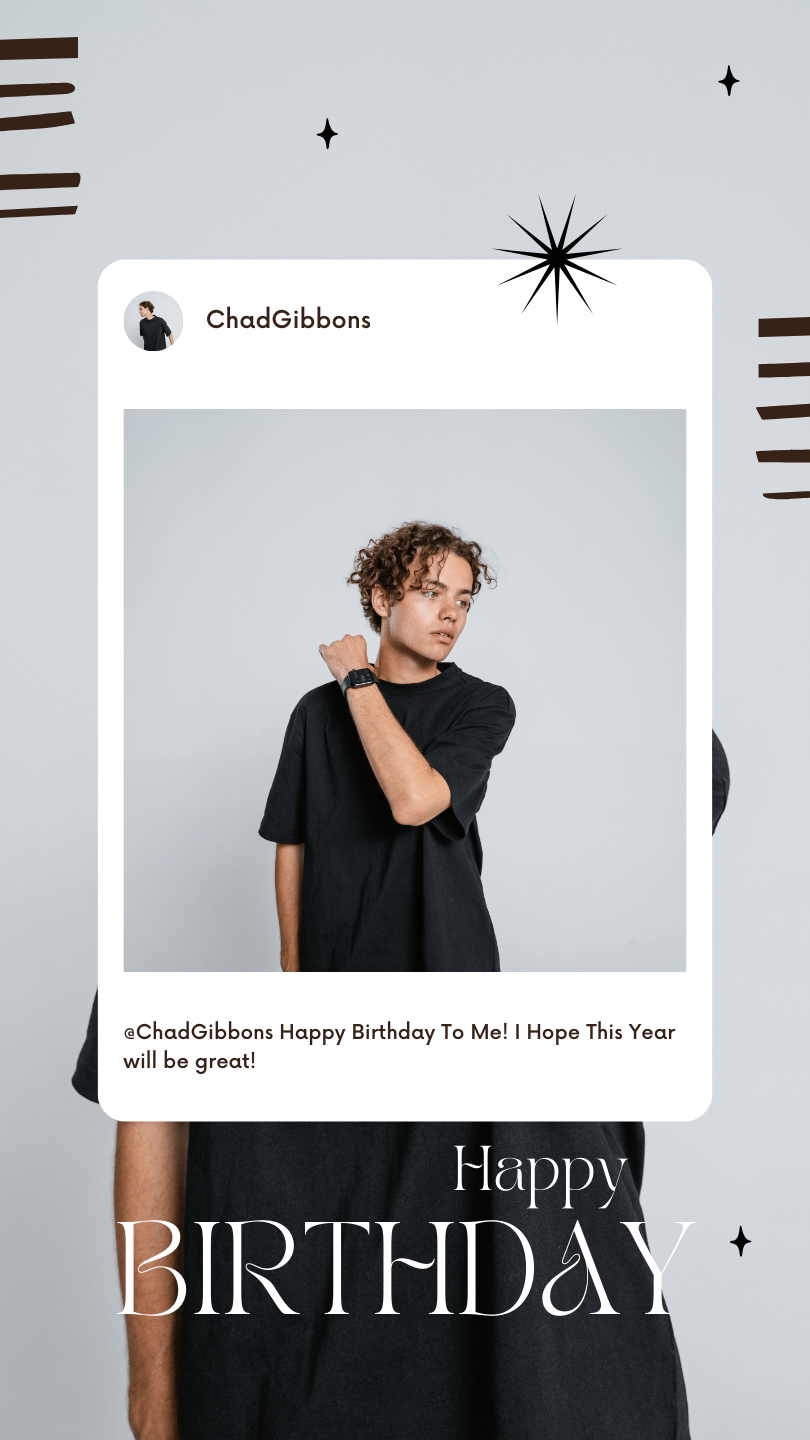 ChadGibbons
@ChadGibbons Happy Birthday To Me! I Hope This Year
will be great!
Happy
BIRTHDAY